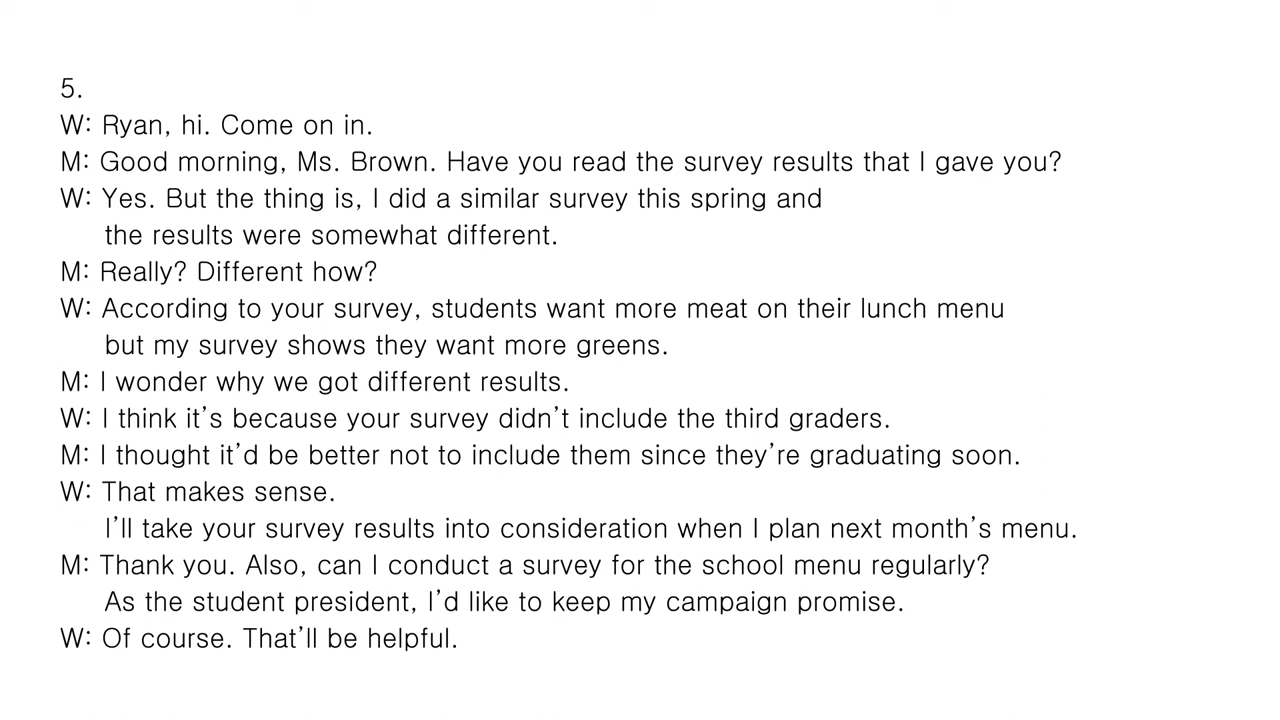 5.
W: Ryan, hi. Come on in.
M: Good morning, Ms. Brown. Have you read the survey results that I gave you?
W: Yes. But the thing is, I did a similar survey this spring and
the results were somewhat different.
M: Really? Different how?
W: According to your survey, students want more meat on their lunch menu
but my survey shows they want more greens.
M: I wonder why we got different results.
W: I think it’s because your survey didn’t include the third graders.
M: I thought it’d be better not to include them since they’re graduating soon.
W: That makes sense.
I’ll take your survey results into consideration when I plan next month’s menu.
M: Thank you. Also, can I conduct a survey for the school menu regularly?
As the student president, I’d like to keep my campaign promise.
W: Of course. That’ll be helpful.